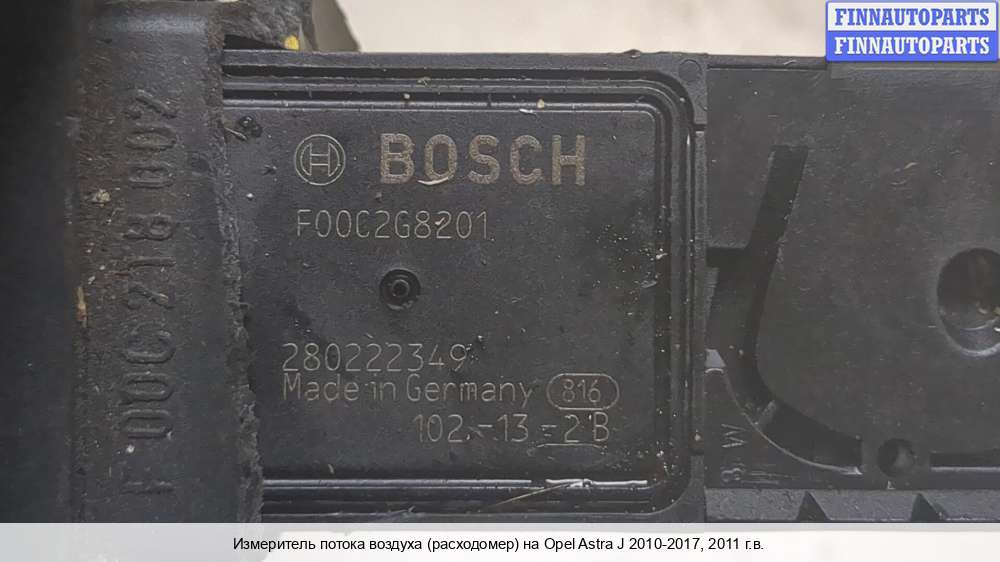 FINNAUTOPARTS
FINNAUTOPARTS
BOSCH
F00C2G8201
280222349
Made in Germany 816
102-13-2B
Измеритель потока воздуха (расходомер) на Opel Astra J 2010-2017, 2011 г.в.